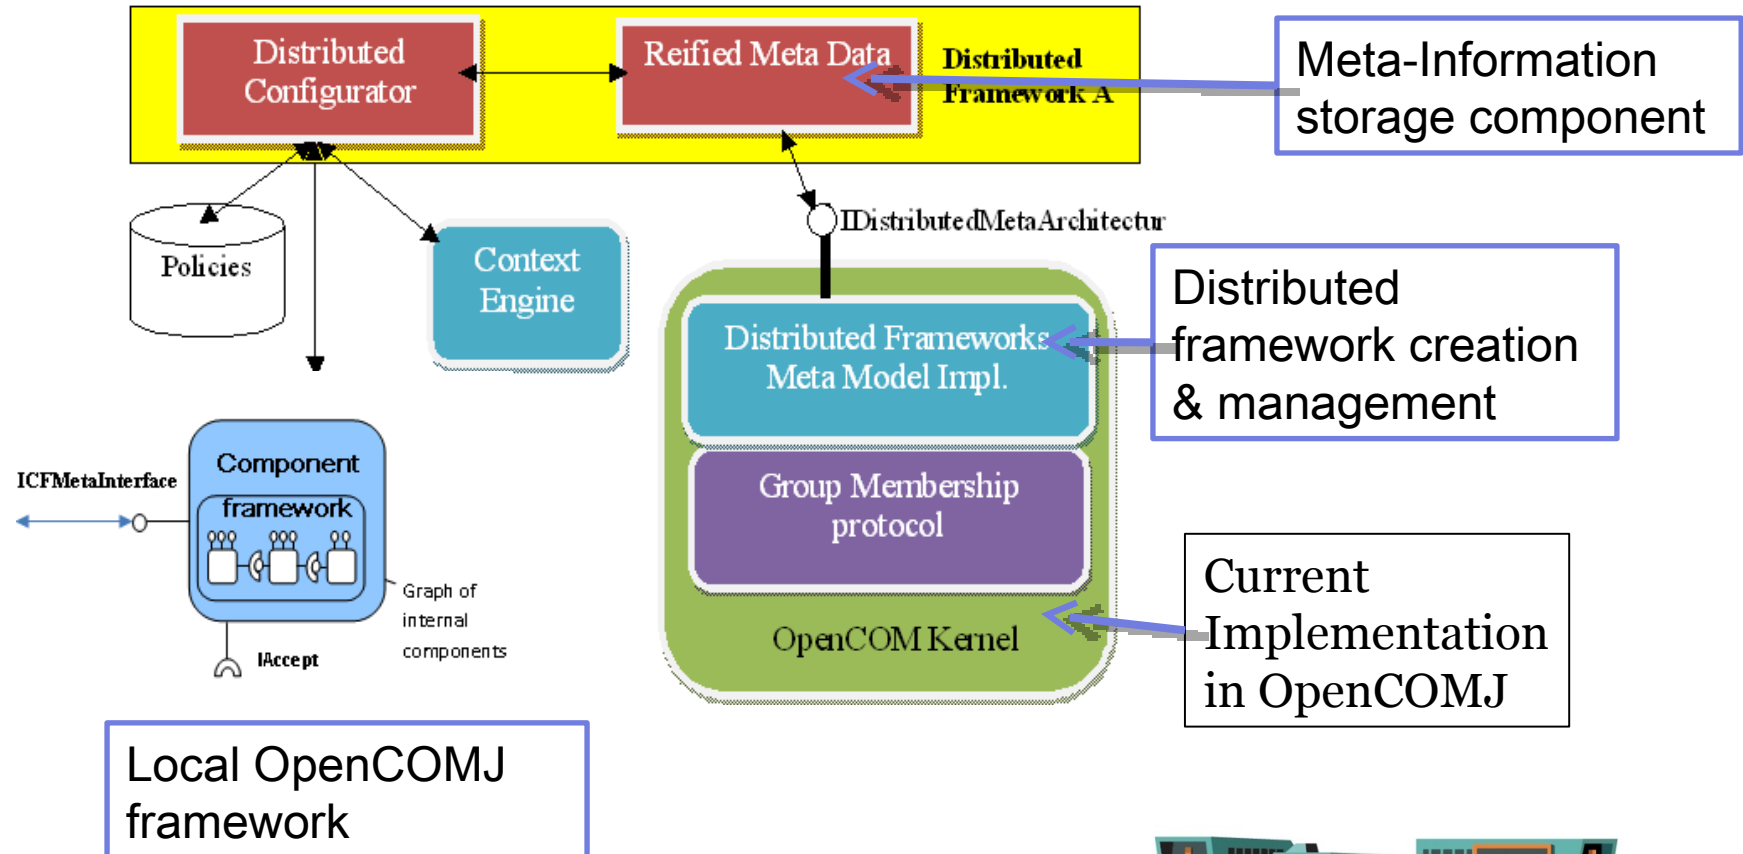 Distributed
Configurator
Reified Meta Data
Distributed
Framework A
Meta-Information
storage component
Policies
Context
Engine
IDistributedMetaArchitectur
Distributed Frameworks
Meta Model Impl.
Distributed
framework creation
& management
Group Membership
protocol
OpenCOM Kernel
Current
Implementation
in OpenCOMJ
ICFMetaInterface
Component
framework
Graph of
internal
components
IAccept
Local OpenCOMJ
framework